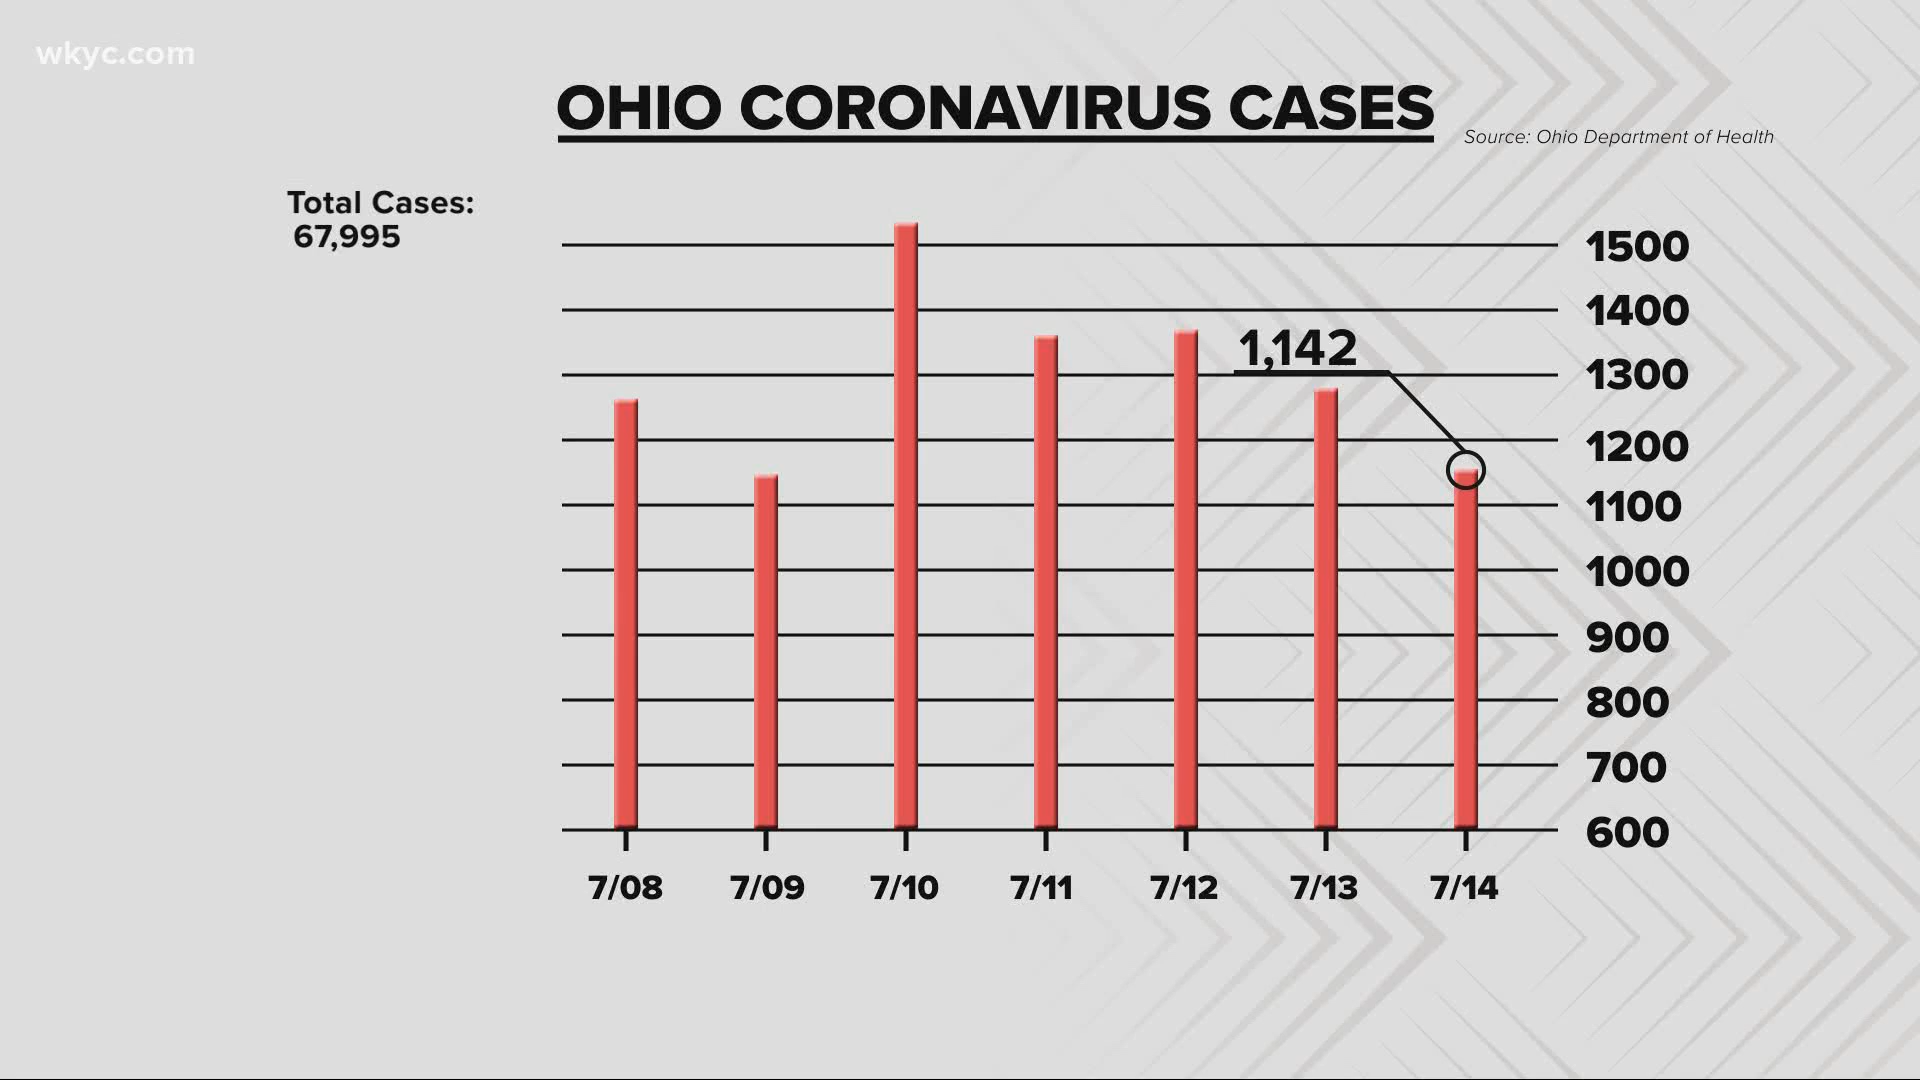 wkyc.com
OHIO CORONAVIRUS CASES
Source: Ohio Department of Health
Total Cases:
67,995
1500
1400
1,142
1300
1200
1100
1000
900
800
700
600
7/08 7/09 7/10 7/11 7/12 7/13 7/14